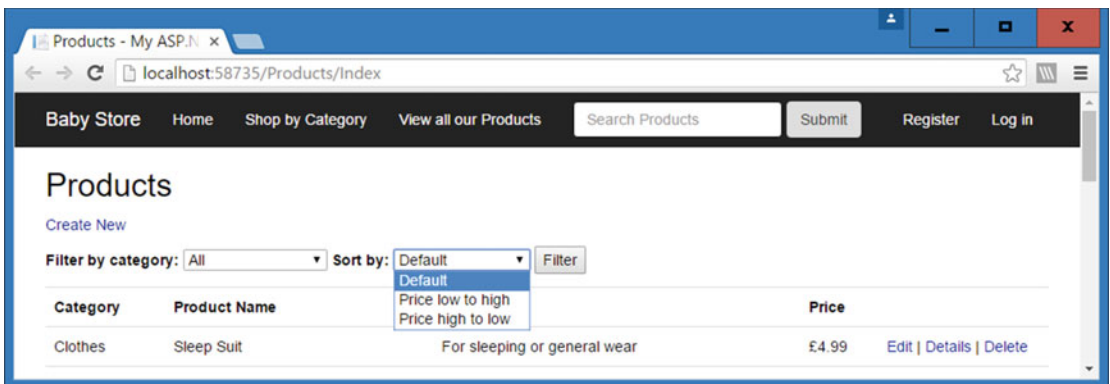 Products - My ASP.N
localhost:58735/Products/Index
Baby Store Home Shop by Category View all our Products Search Products Submit Register Log in
Products
Create New
Filter by category: All Sort by: Default Filter
Default
Price low to high
Price high to low
Category Product Name Price
Clothes Sleep Suit For sleeping or general wear £4.99 Edit | Details | Delete